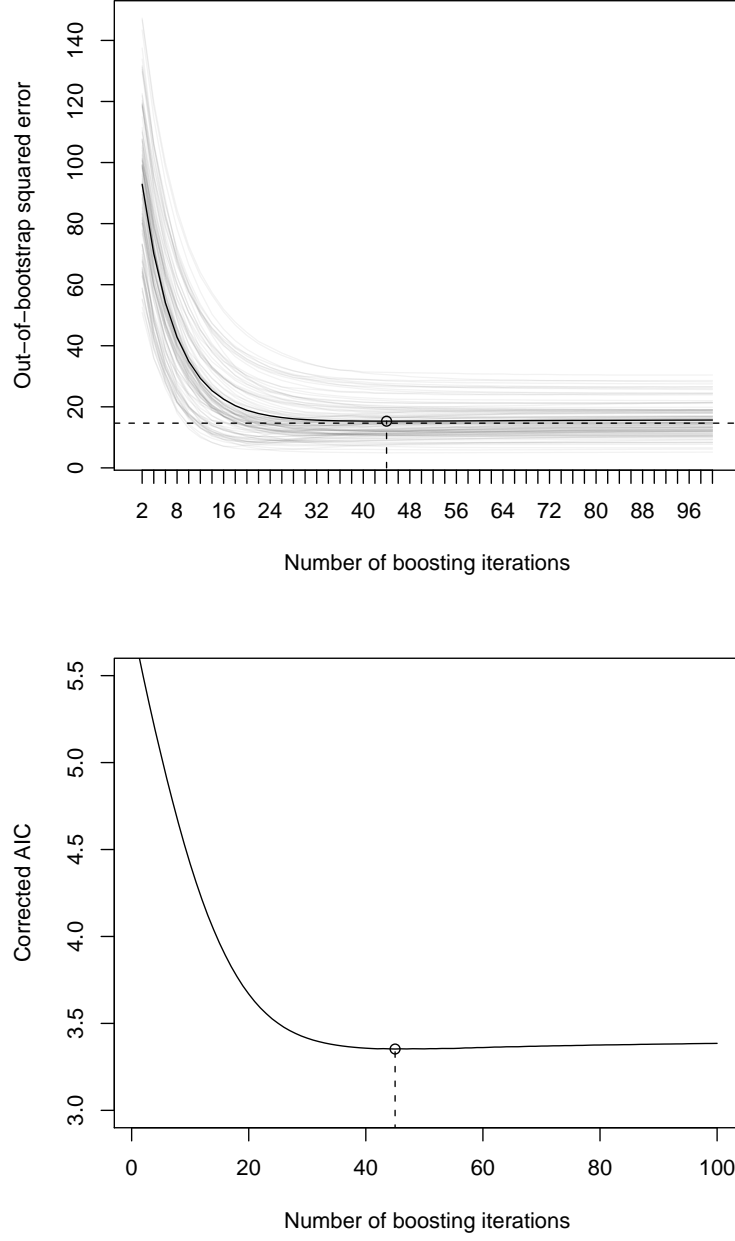 Out−of−bootstrap squared error
140
120
100
80
60
40
20
0
2 8 16 24 32 40 48 56 64 72 80 88 96
Number of boosting iterations
Corrected AIC
5.5
5.0
4.5
4.0
3.5
3.0
0 20 40 60 80 100
Number of boosting iterations